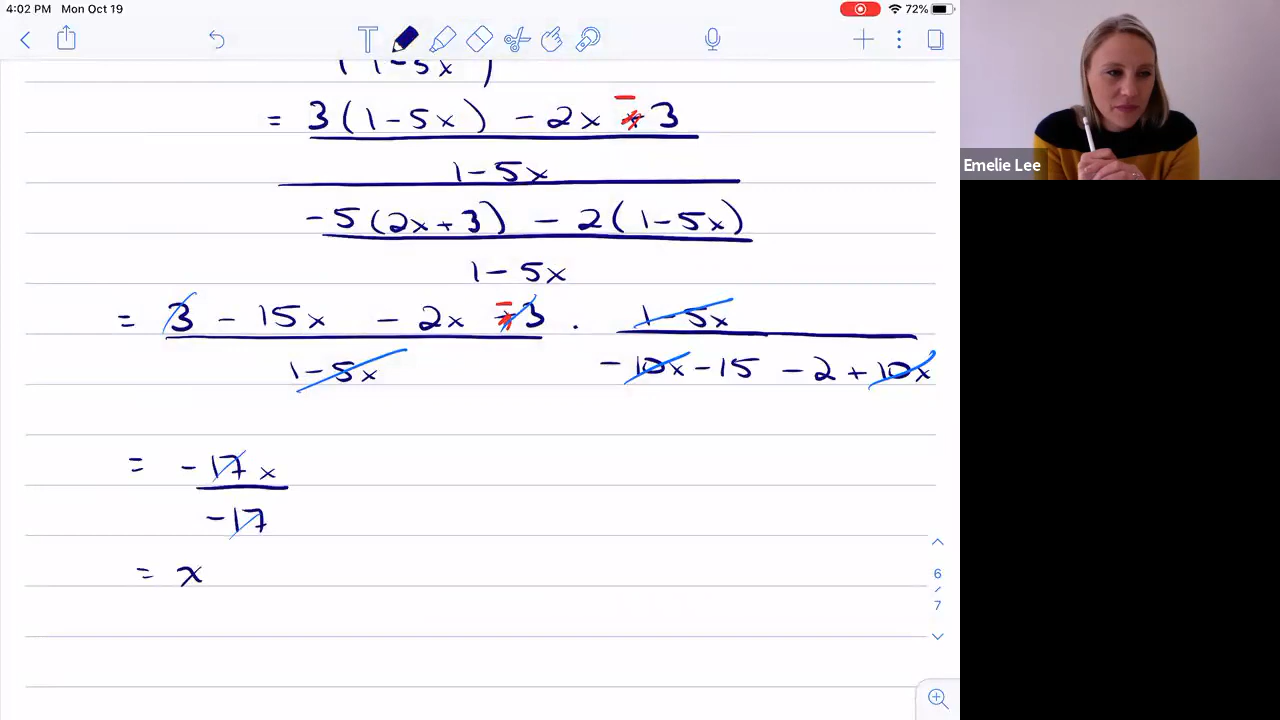 4:02 PM Mon Oct 19
72%
1-5x
= 3(1-5x) - 2x - 3
1-5x
-5(2x+3) - 2(1-5x)
1-5x
= 3 - 15x - 2x - 3 . 1-5x
1-5x -10x -15 -2 +10x
= -17x
-17
= x
Emelie Lee
6
/
7